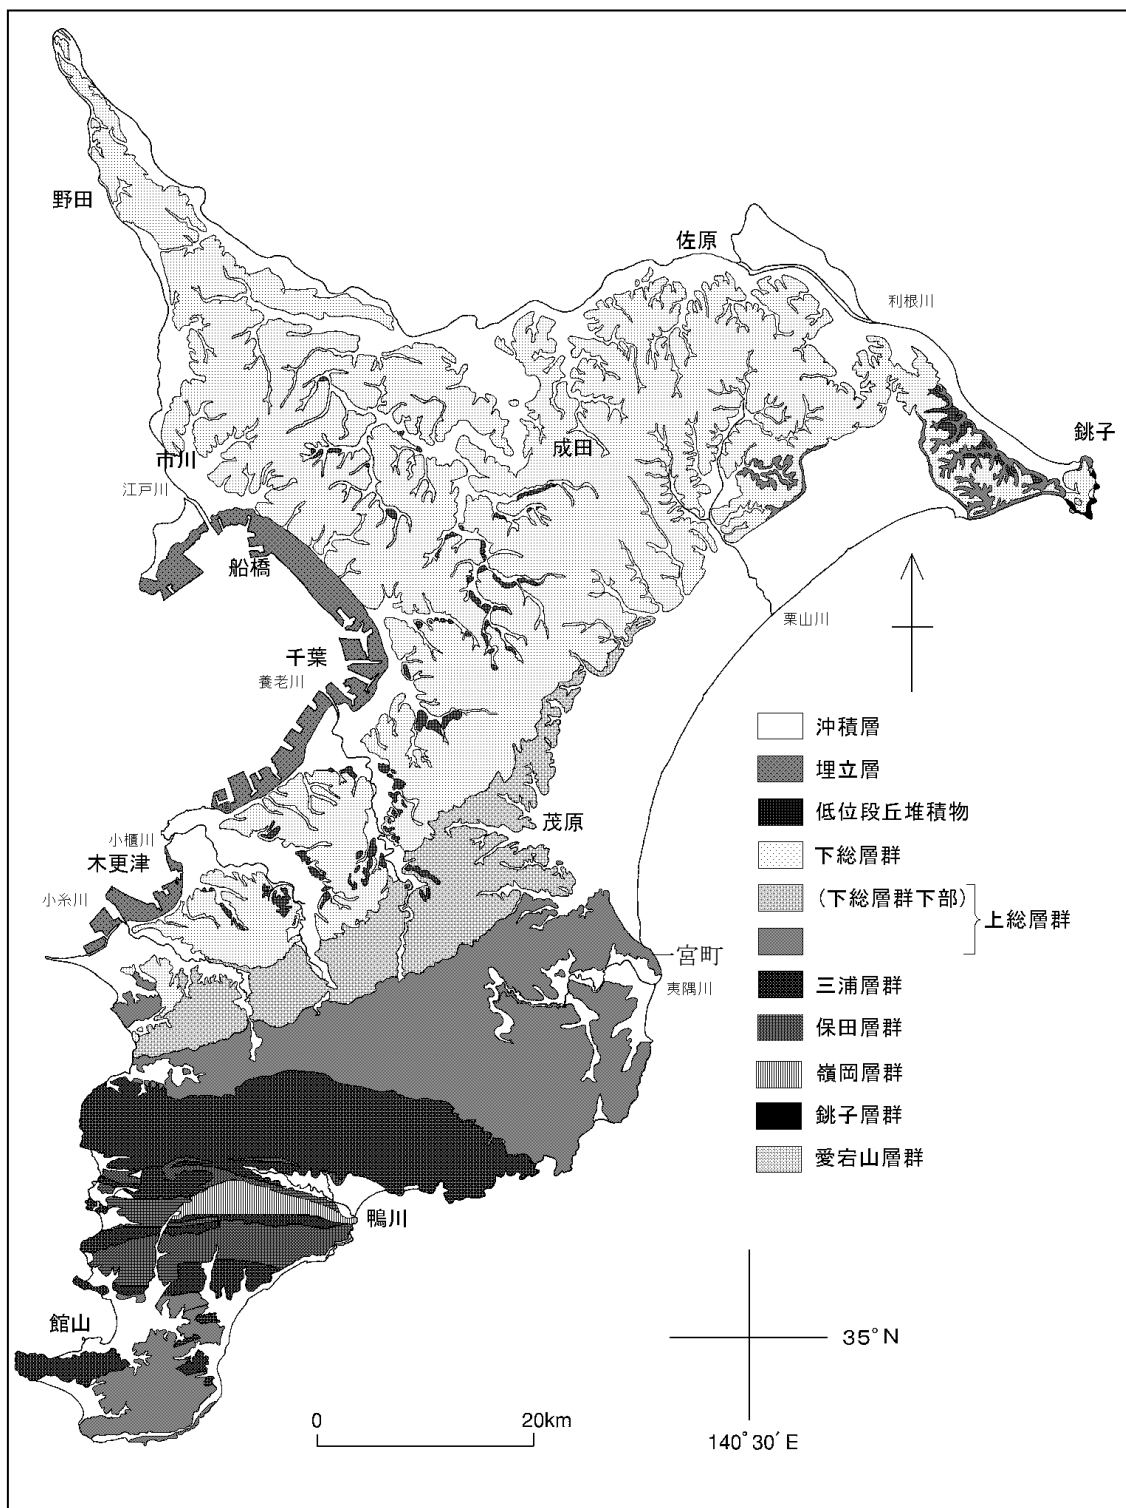 野田
佐原
利根川
銚子
成田
市川
江戸川
船橋
栗山川
千葉
養老川
沖積層
埋立層
低位段丘堆積物
下総層群
(下総層群下部)
上総層群
三浦層群
保田層群
嶺岡層群
銚子層群
愛宕山層群
茂原
小櫃川
木更津
小糸川
宮町
夷隅川
鴨川
館山
35°N
0 20km
140°30′E